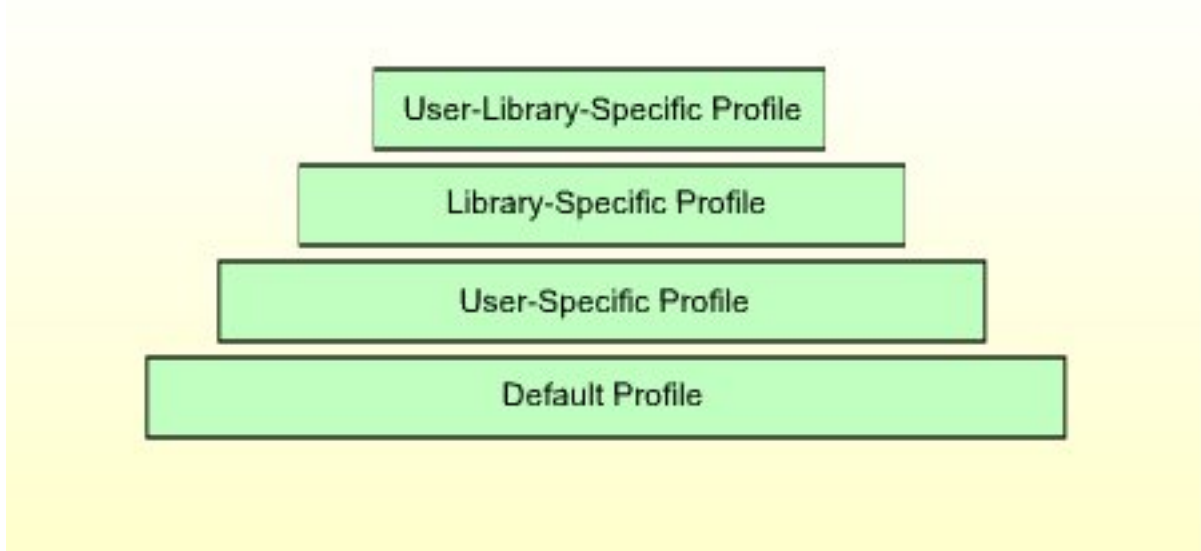 User-Library-Specific Profile
Library-Specific Profile
User-Specific Profile
Default Profile